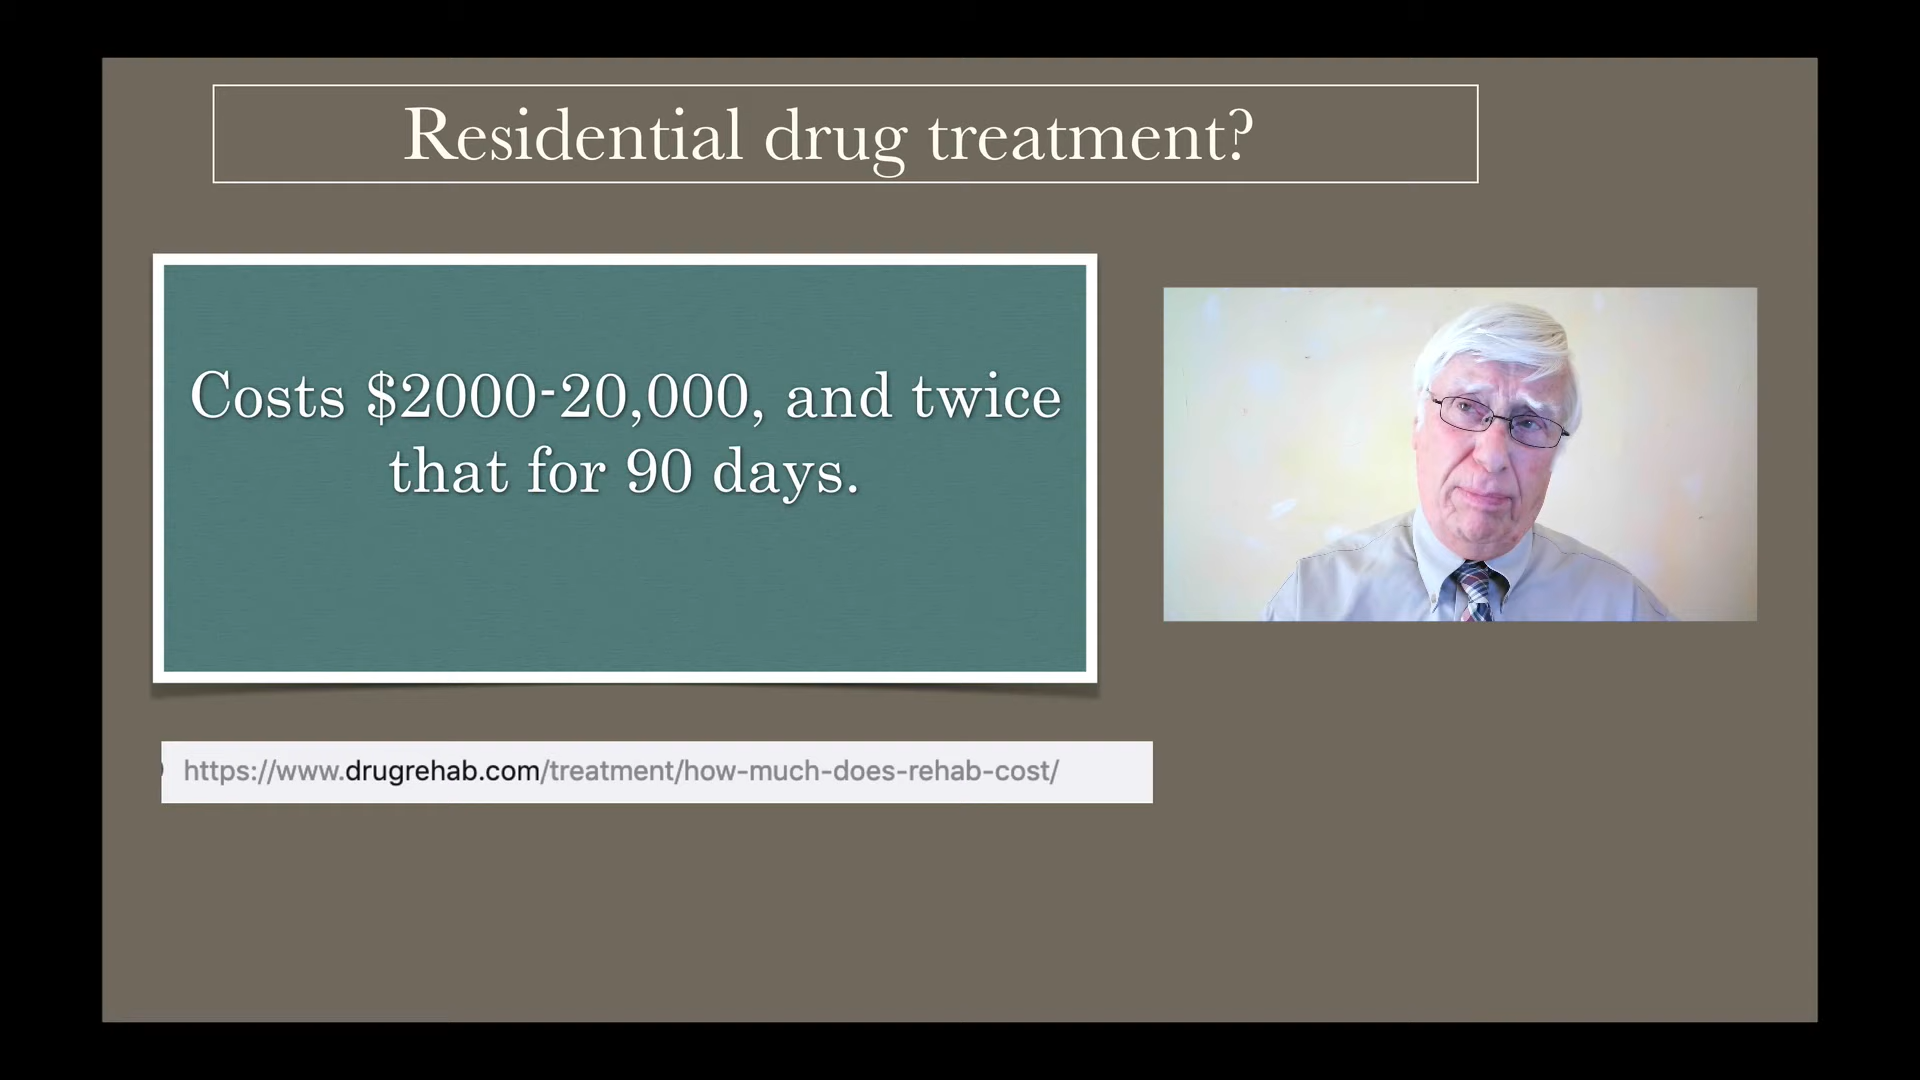 Residential drug treatment?
Costs $2000-20,000, and twice
that for 90 days.
https://www.drugrehab.com/treatment/how-much-does-rehab-cost/